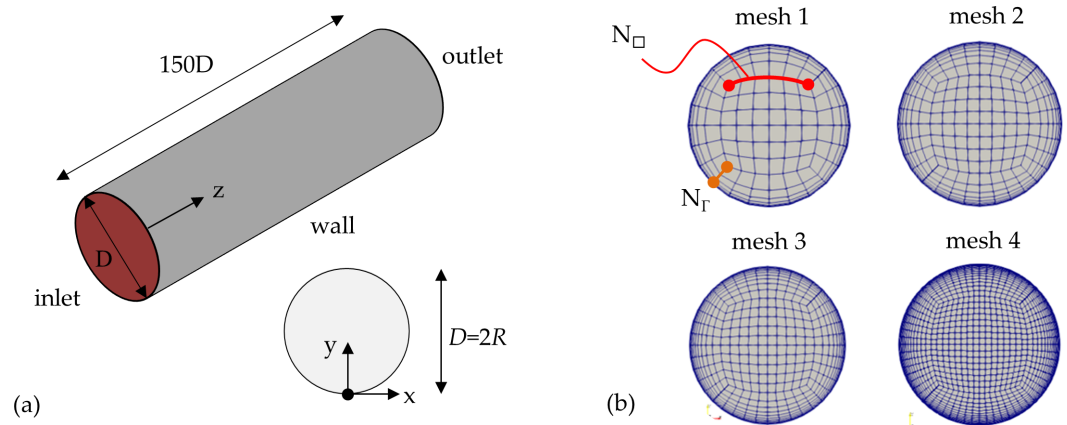 150D
outlet
z
wall
D
inlet
y
x
D=2R
(a)
mesh 1
mesh 2
N□
NΓ
mesh 3
mesh 4
(b)